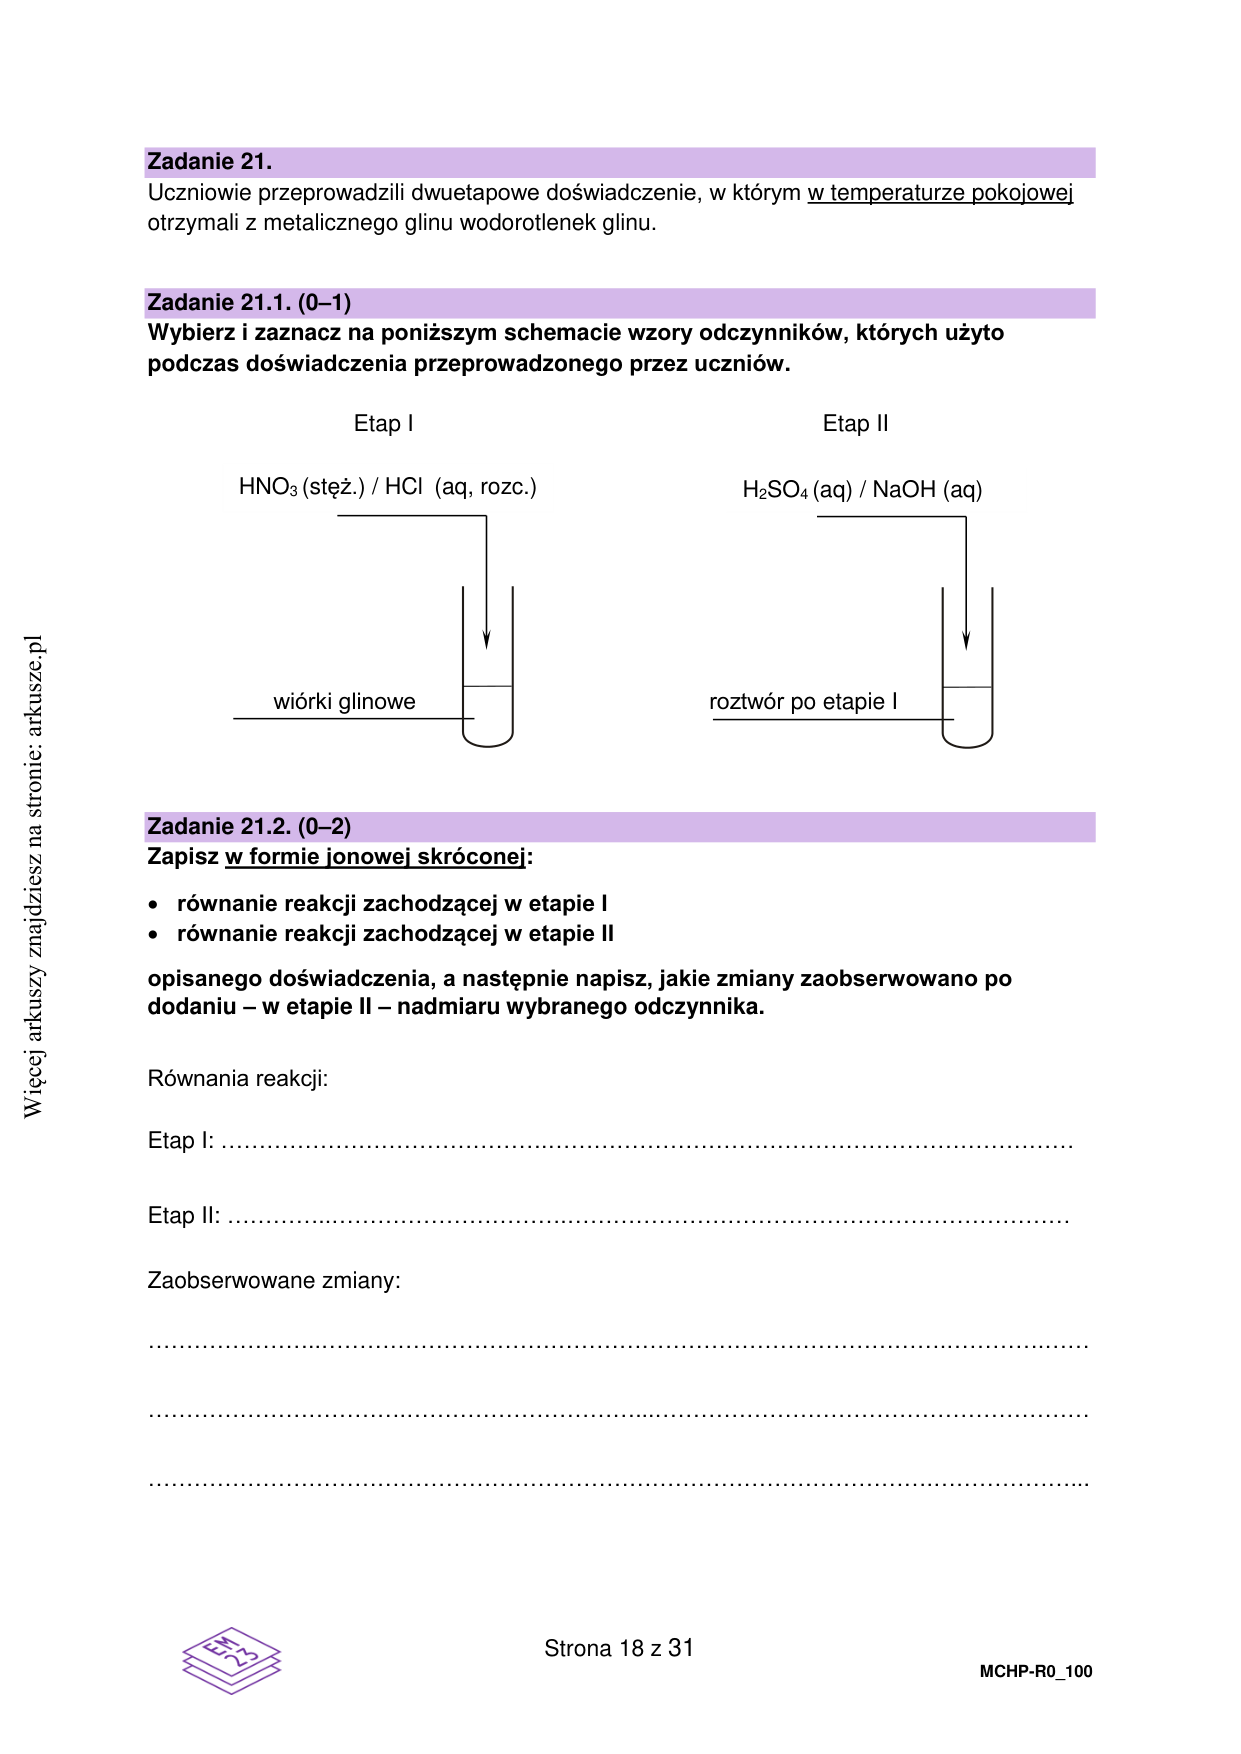 Zadanie 21.
Uczniowie przeprowadzili dwuetapowe doświadczenie, w którym w temperaturze pokojowej
otrzymali z metalicznego glinu wodorotlenek glinu.
Zadanie 21.1. (0–1)
Wybierz i zaznacz na poniższym schemacie wzory odczynników, których użyto
podczas doświadczenia przeprowadzonego przez uczniów.
Etap I
Etap II
HNO₃ (stęż.) / HCl (aq, rozc.)
H₂SO₄ (aq) / NaOH (aq)
wiórki glinowe
roztwór po etapie I
Zadanie 21.2. (0–2)
Zapisz w formie jonowej skróconej:
• równanie reakcji zachodzącej w etapie I
• równanie reakcji zachodzącej w etapie II
opisanego doświadczenia, a następnie napisz, jakie zmiany zaobserwowano po
dodaniu – w etapie II – nadmiaru wybranego odczynnika.
Równania reakcji:
Etap I: ……………………………………………………………………………………………
Etap II: ……………………………………………………………………………………………
Zaobserwowane zmiany:
…………………………………………………………………………………………………………
…………………………………………………………………………………………………………
…………………………………………………………………………………………………………
Więcej arkuszy znajdziesz na stronie: arkusze.pl
EM
23
Strona 18 z 31
MCHP-R0_100